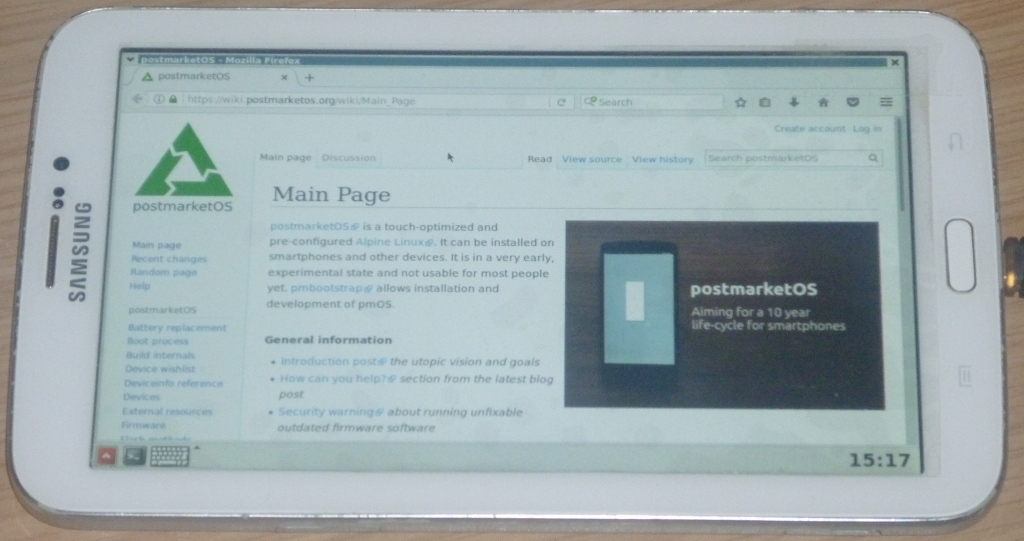 postmarketOS - Mozilla Firefox
postmarketOS
https://wiki.postmarketos.org/wiki/Main_Page
Search
Create account Log in
Main page Discussion
Read View source View history
Search postmarketOS
postmarketOS
Main Page
postmarketOS is a touch-optimized and
pre-configured Alpine Linux. It can be installed on
smartphones and other devices. It is in a very early,
experimental state and not usable for most people
yet. pmbootstrap allows installation and
development of pmOS.
General information
• Introduction post the utopic vision and goals
• How can you help? section from the latest blog
post
• Security warning about running unfixable
outdated firmware software
Main page
Recent changes
Random page
Help
postmarketOS
Battery replacement
Boot process
Build internals
Device wishlist
Deviceinfo reference
Devices
External resources
Firmware
Flash methods
postmarketOS
Aiming for a 10 year
life-cycle for smartphones
15:17
SAMSUNG